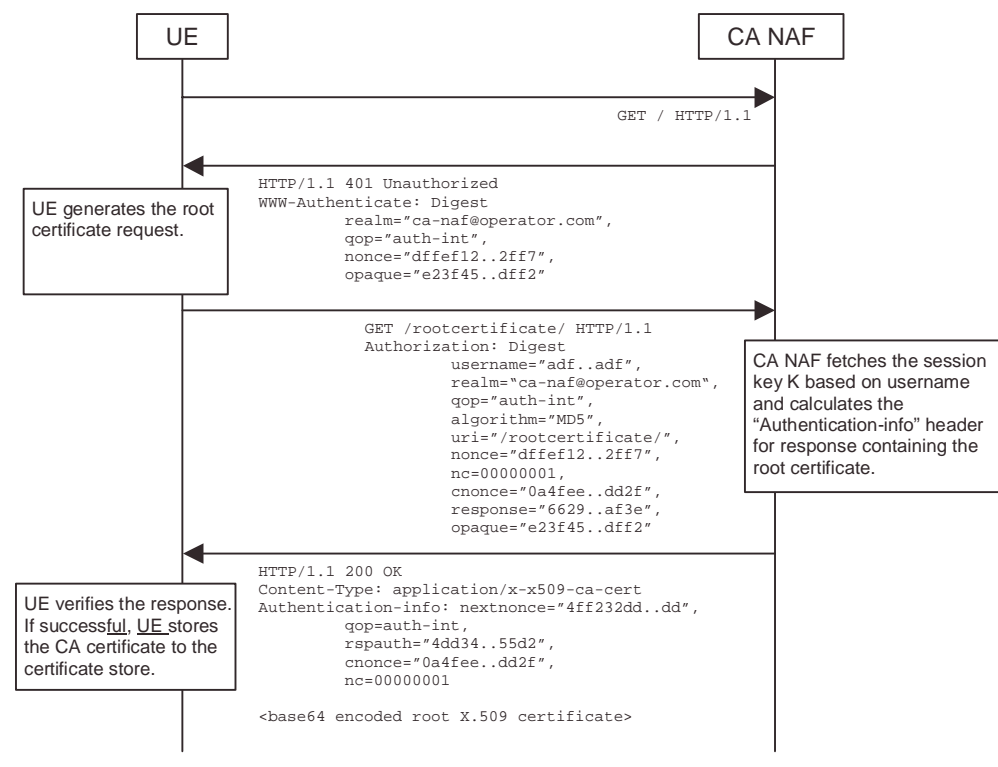 UE
CA NAF
GET / HTTP/1.1
HTTP/1.1 401 Unauthorized
WWW-Authenticate: Digest
realm="ca-naf@operator.com",
qop="auth-int",
nonce="dffef12..2ff7",
opaque="e23f45..dff2"
UE generates the root
certificate request.
GET /rootcertificate/ HTTP/1.1
Authorization: Digest
username="adf..adf",
realm="ca-naf@operator.com",
qop="auth-int",
algorithm="MD5",
uri="/rootcertificate/",
nonce="dffef12..2ff7",
nc=00000001,
cnonce="0a4fee..dd2f",
response="6629..af3e",
opaque="e23f45..dff2"
CA NAF fetches the session
key K based on username
and calculates the
“Authentication-info” header
for response containing the
root certificate.
HTTP/1.1 200 OK
Content-Type: application/x-x509-ca-cert
Authentication-info: nextnonce="4ff232dd..dd",
qop=auth-int,
rspauth="4dd34..55d2",
cnonce="0a4fee..dd2f",
nc=00000001
<base64 encoded root X.509 certificate>
UE verifies the response.
If successful, UE stores
the CA certificate to the
certificate store.